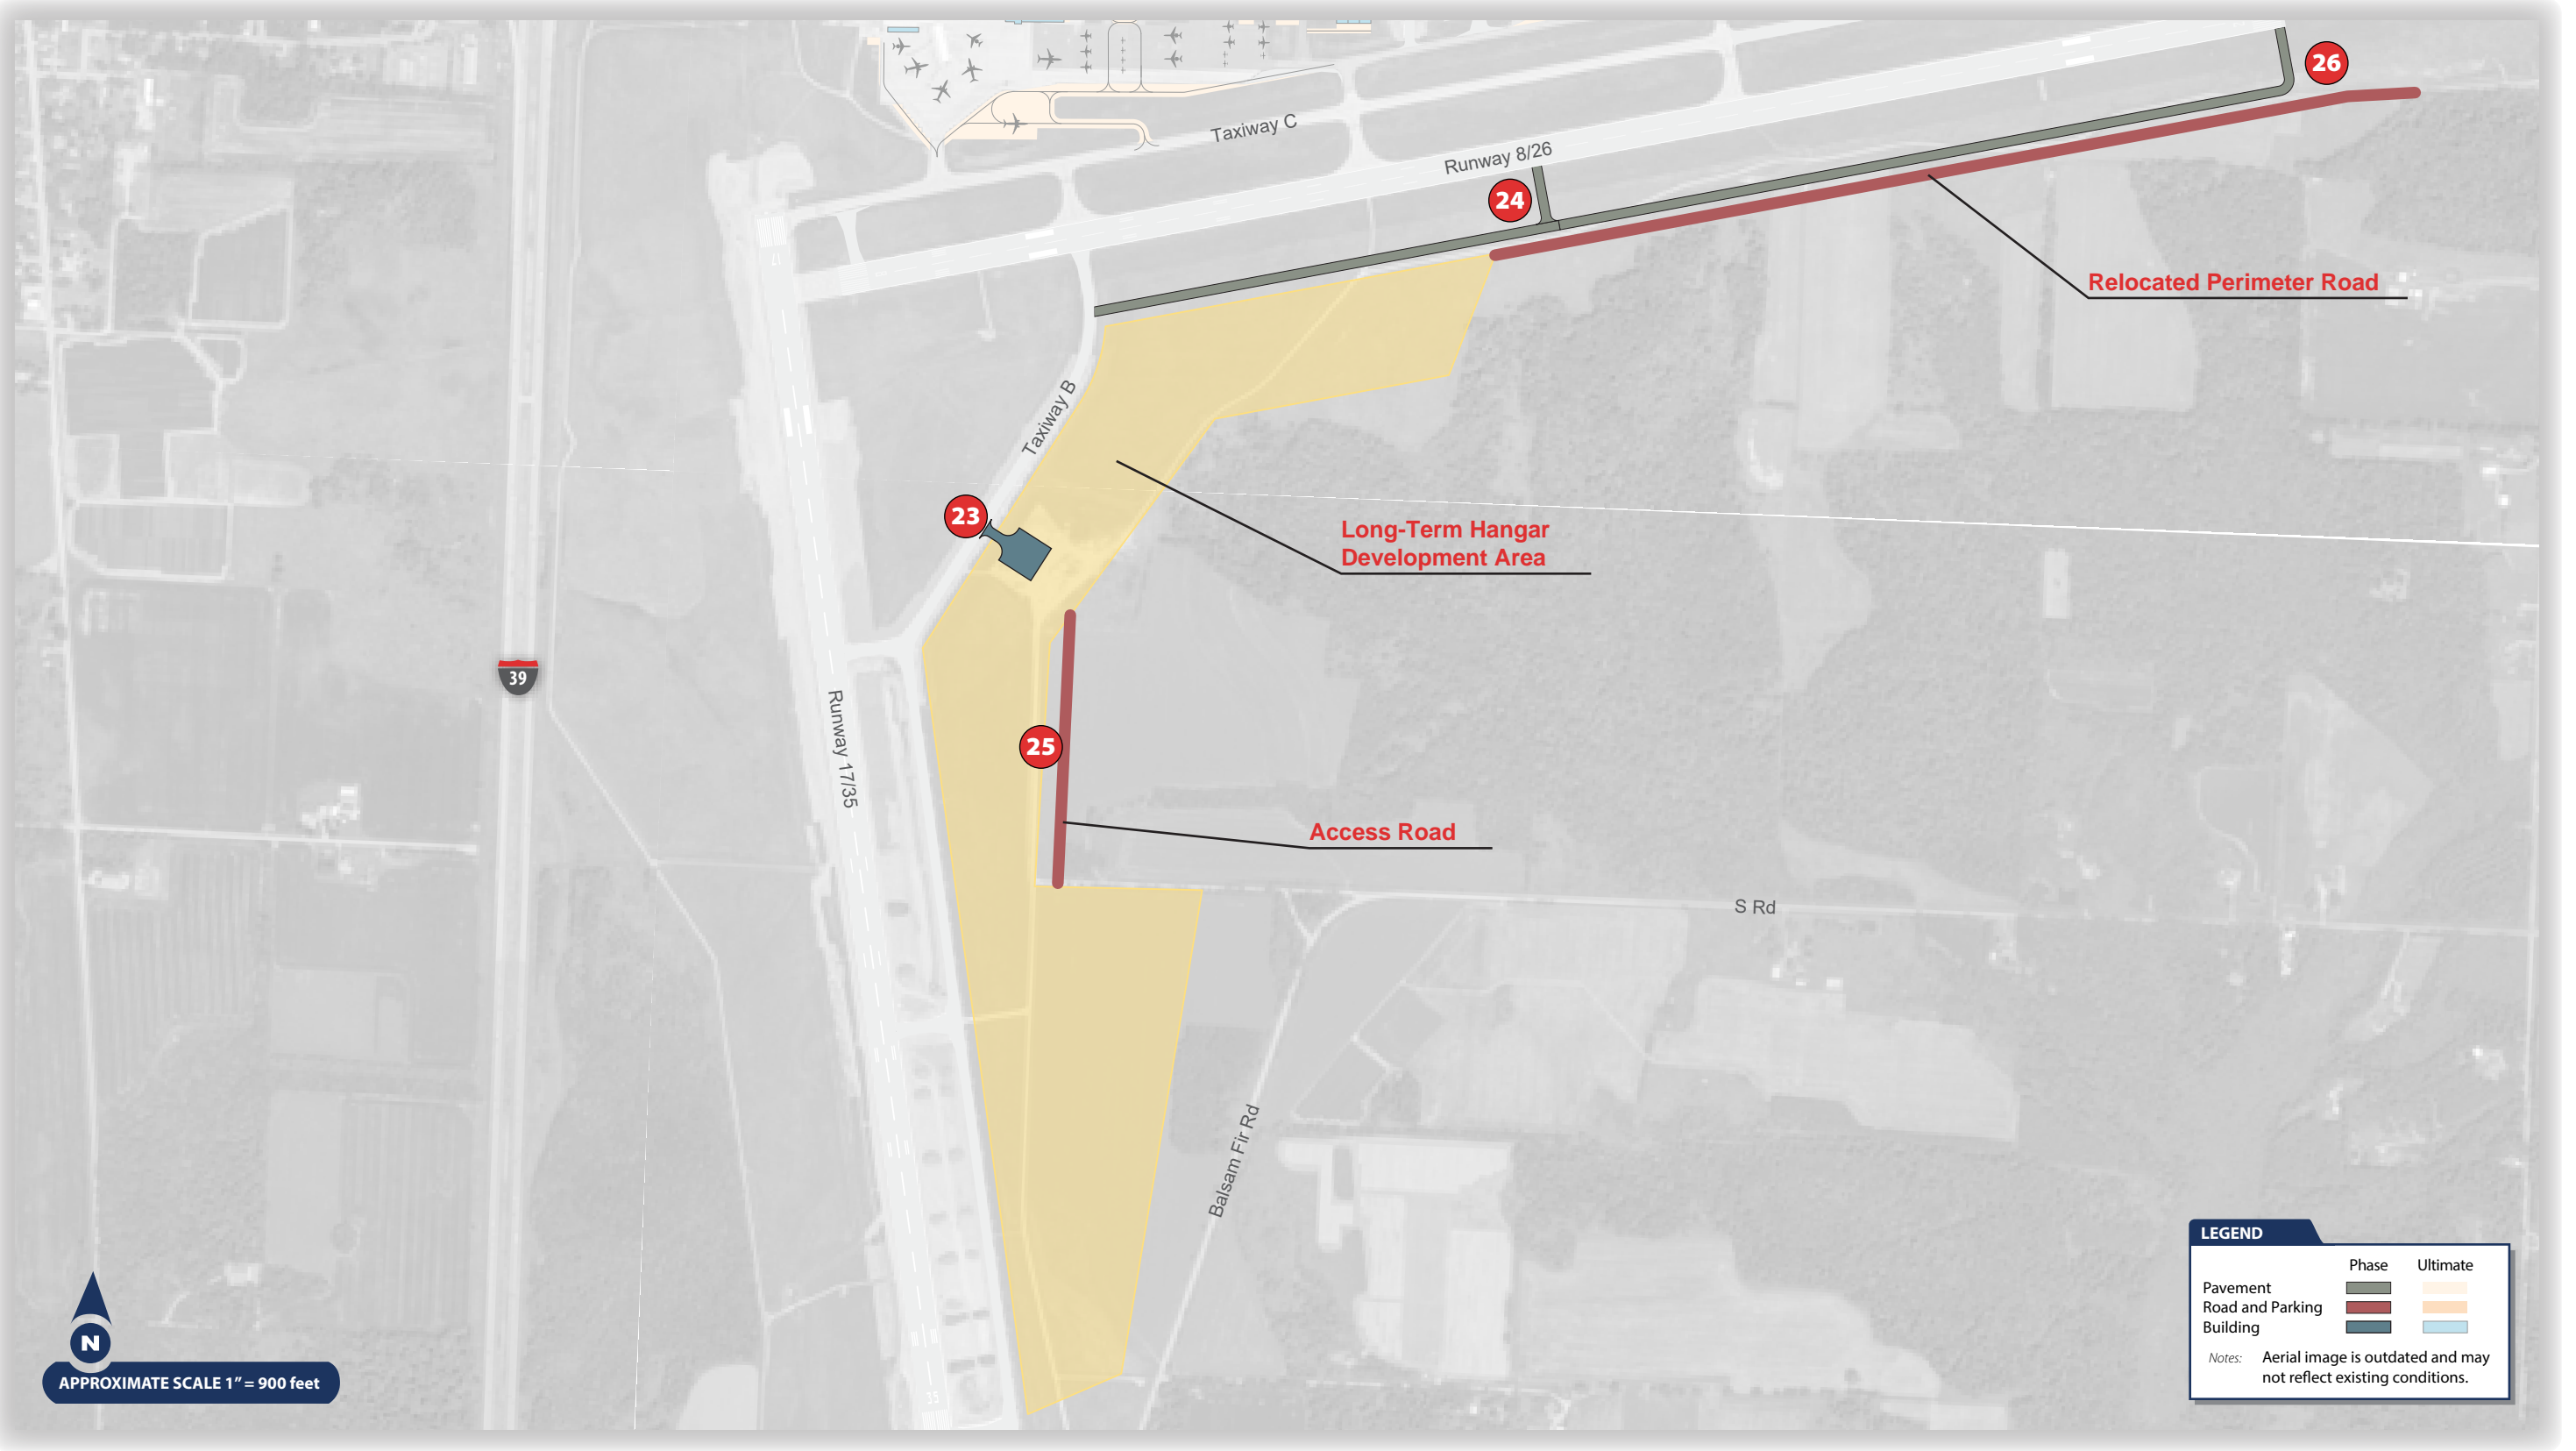 26
Taxiway C
Runway 8/26
24
17
Relocated Perimeter Road
Taxiway B
23
Long-Term Hangar
Development Area
39
Runway 17/35
25
Access Road
S Rd
Balsam Fir Rd
35
N
APPROXIMATE SCALE 1” = 900 feet
LEGEND
Phase Ultimate
Pavement
Road and Parking
Building
Notes: Aerial image is outdated and may
not reflect existing conditions.